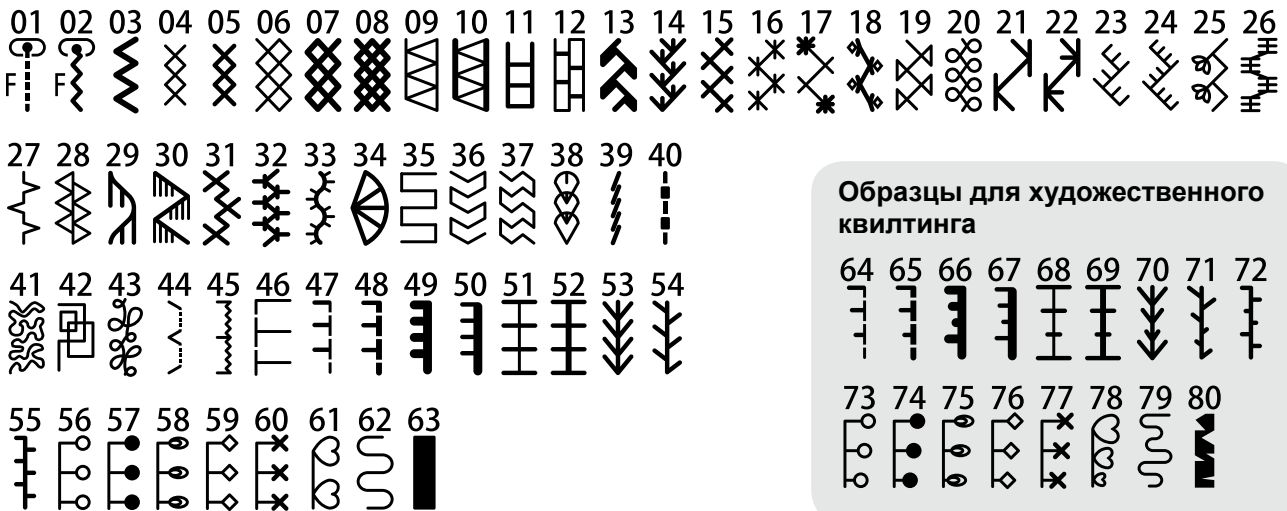 01 02 03 04 05 06 07 08 09 10 11 12 13 14 15 16 17 18 19 20 21 22 23 24 25 26
F F
27 28 29 30 31 32 33 34 35 36 37 38 39 40
Образцы для художественного
квилтинга
41 42 43 44 45 46 47 48 49 50 51 52 53 54
55 56 57 58 59 60 61 62 63
64 65 66 67 68 69 70 71 72
73 74 75 76 77 78 79 80